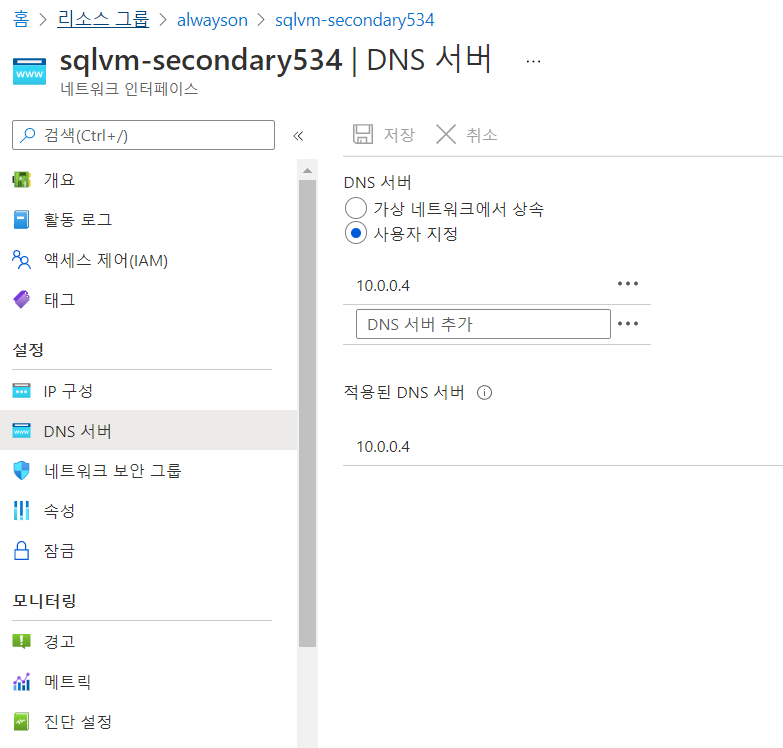 홈 > 리소스 그룹 > alwayson > sqlvm-secondary534
www
sqlvm-secondary534 | DNS 서버 ...
네트워크 인터페이스
검색(Ctrl+/) «
개요
활동 로그
액세스 제어(IAM)
태그
설정
IP 구성
www
DNS 서버
네트워크 보안 그룹
속성
잠금
모니터링
경고
메트릭
진단 설정
저장 취소
DNS 서버
가상 네트워크에서 상속
사용자 지정
10.0.0.4 •••
DNS 서버 추가 •••
적용된 DNS 서버
10.0.0.4